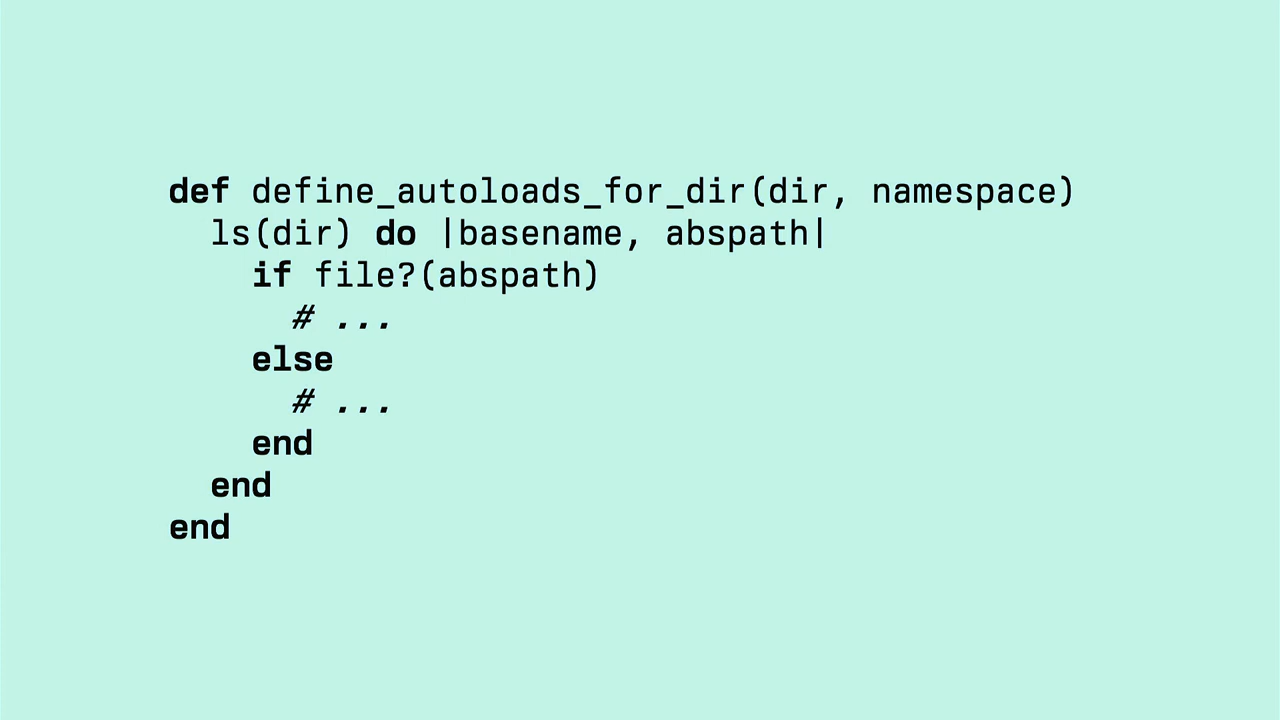 def define_autoloads_for_dir(dir, namespace)
  ls(dir) do |basename, abspath|
    if file?(abspath)
      # ...
    else
      # ...
    end
  end
end